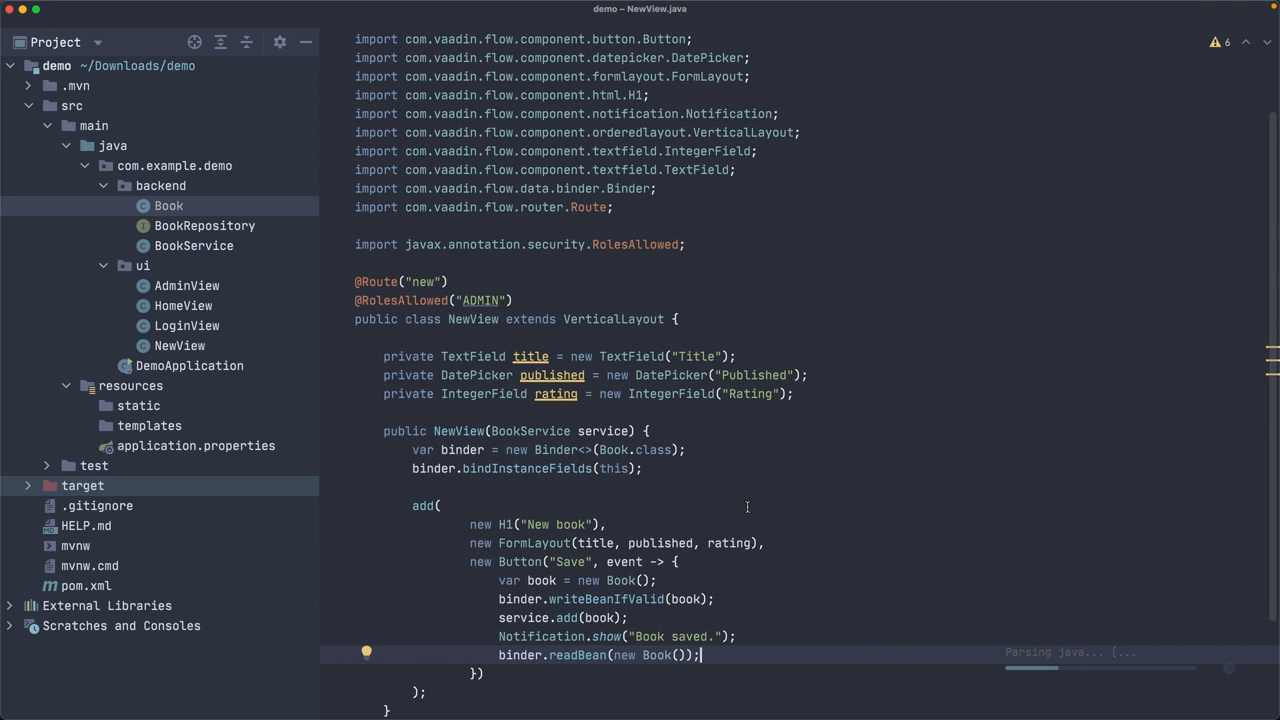 demo – NewView.java
Project
demo ~/Downloads/demo
.mvn
src
main
java
com.example.demo
backend
Book
BookRepository
BookService
ui
AdminView
HomeView
LoginView
NewView
DemoApplication
resources
static
templates
application.properties
test
target
.gitignore
HELP.md
mvnw
mvnw.cmd
pom.xml
External Libraries
Scratches and Consoles
6
import com.vaadin.flow.component.button.Button;
import com.vaadin.flow.component.datepicker.DatePicker;
import com.vaadin.flow.component.formlayout.FormLayout;
import com.vaadin.flow.component.html.H1;
import com.vaadin.flow.component.notification.Notification;
import com.vaadin.flow.component.orderedlayout.VerticalLayout;
import com.vaadin.flow.component.textfield.IntegerField;
import com.vaadin.flow.component.textfield.TextField;
import com.vaadin.flow.data.binder.Binder;
import com.vaadin.flow.router.Route;
import javax.annotation.security.RolesAllowed;
@Route("new")
@RolesAllowed("ADMIN")
public class NewView extends VerticalLayout {
private TextField title = new TextField("Title");
private DatePicker published = new DatePicker("Published");
private IntegerField rating = new IntegerField("Rating");
public NewView(BookService service) {
var binder = new Binder<>(Book.class);
binder.bindInstanceFields(this);
add(
new H1("New book"),
new FormLayout(title, published, rating),
new Button("Save", event -> {
var book = new Book();
binder.writeBeanIfValid(book);
service.add(book);
Notification.show("Book saved.");
binder.readBean(new Book());
})
);
}
Parsing java... [...